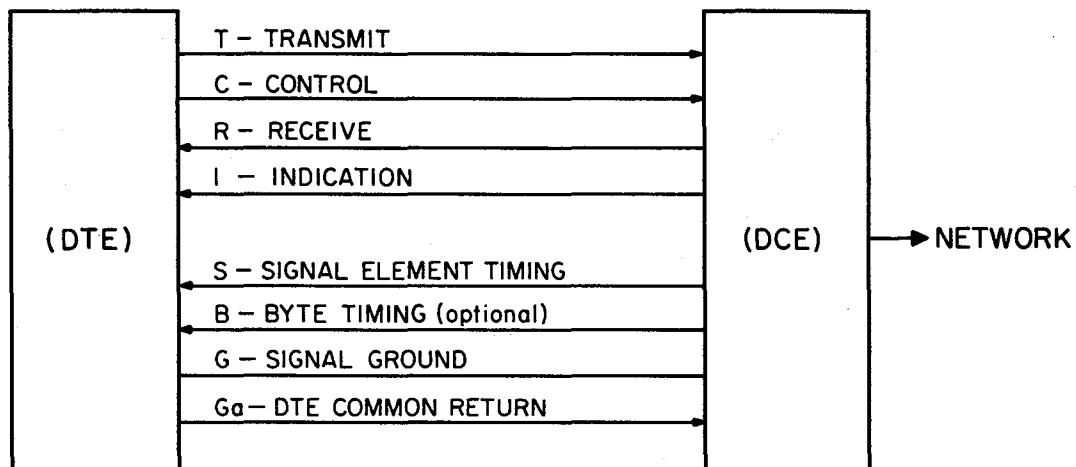 T – TRANSMIT
C – CONTROL
R – RECEIVE
I – INDICATION
(DTE)
(DCE)
NETWORK
S – SIGNAL ELEMENT TIMING
B – BYTE TIMING (optional)
G – SIGNAL GROUND
Ga – DTE COMMON RETURN